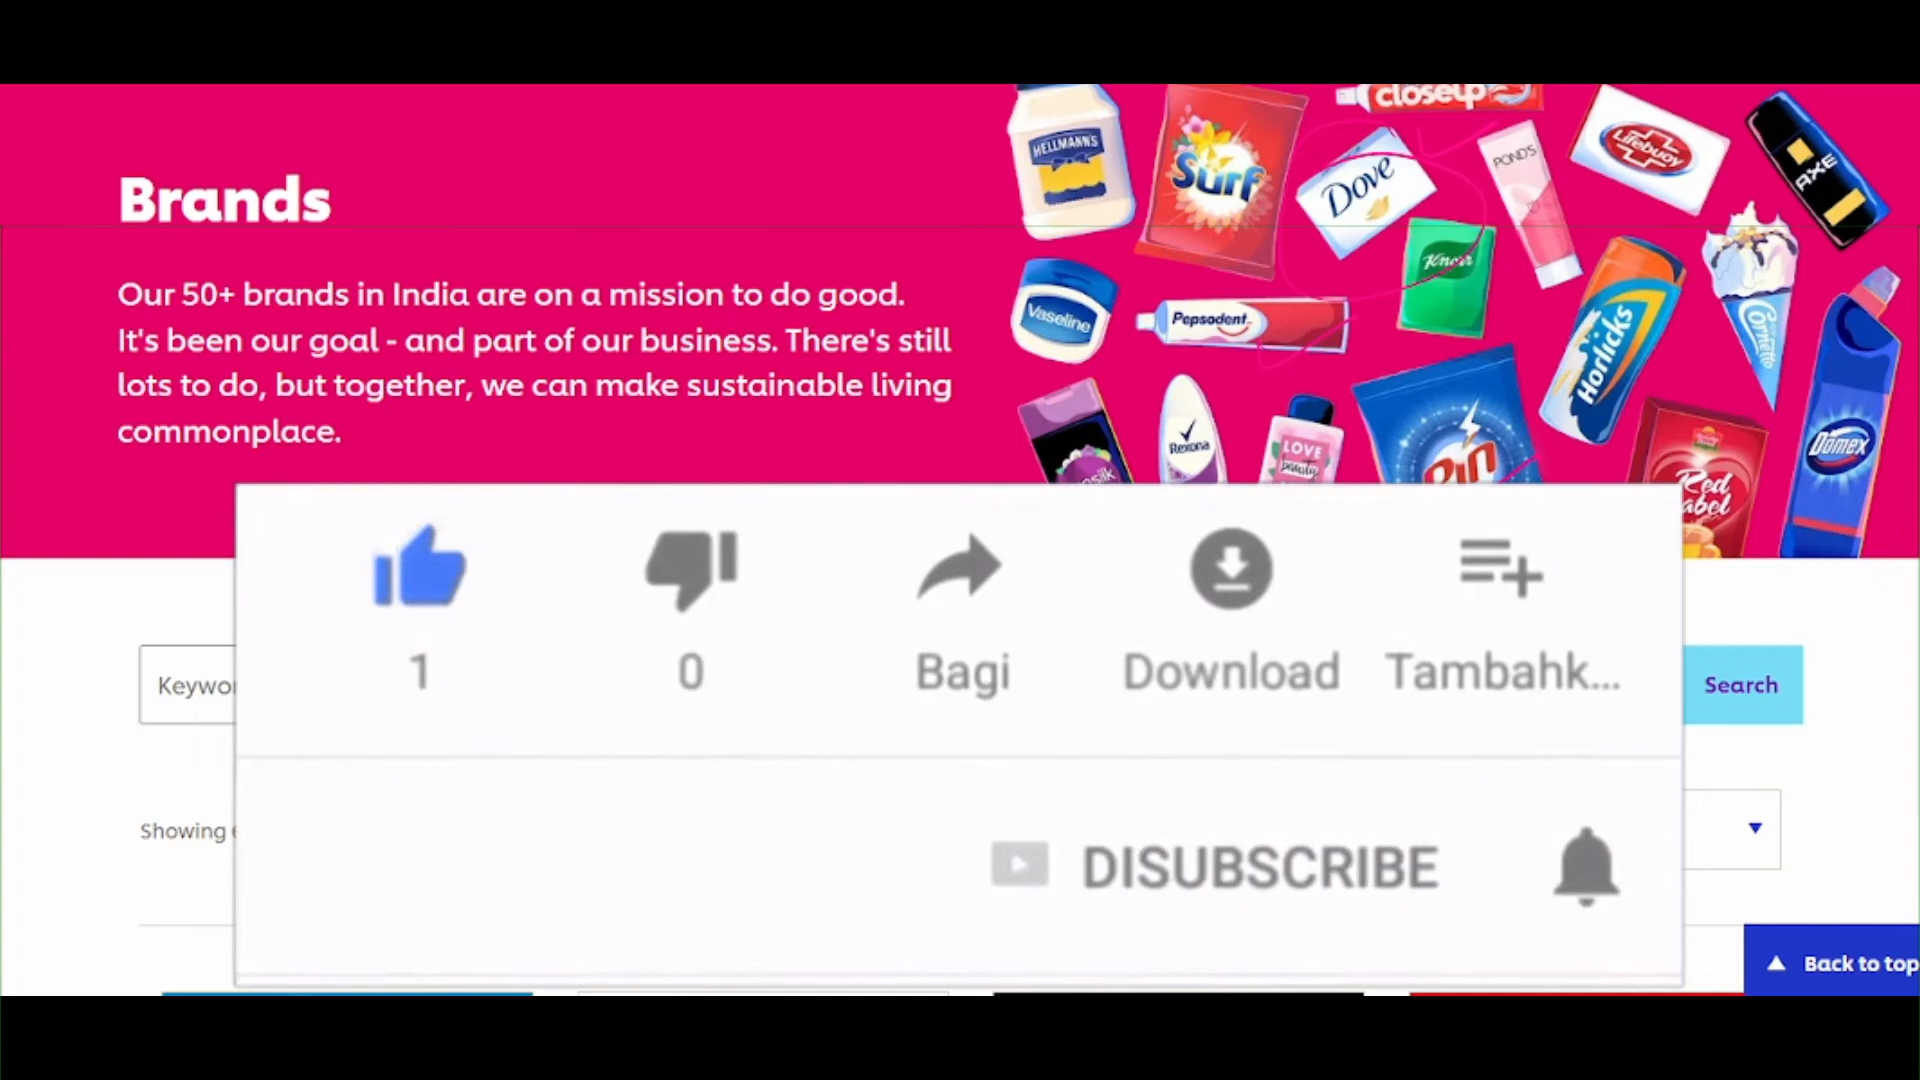 Brands
Our 50+ brands in India are on a mission to do good.
It's been our goal - and part of our business. There's still
lots to do, but together, we can make sustainable living
commonplace.
closeup
HELLMANN'S
Surf
Dove
POND'S
Lifebuoy
AXE
Knorr
Vaseline
Pepsodent
Horlicks
Cornetto
Rexona
LOVE
beauty
Rin
Red
Label
Domex
1
0
Bagi
Download
Tambahk...
Search
Showing
DISUBSCRIBE
Back to top